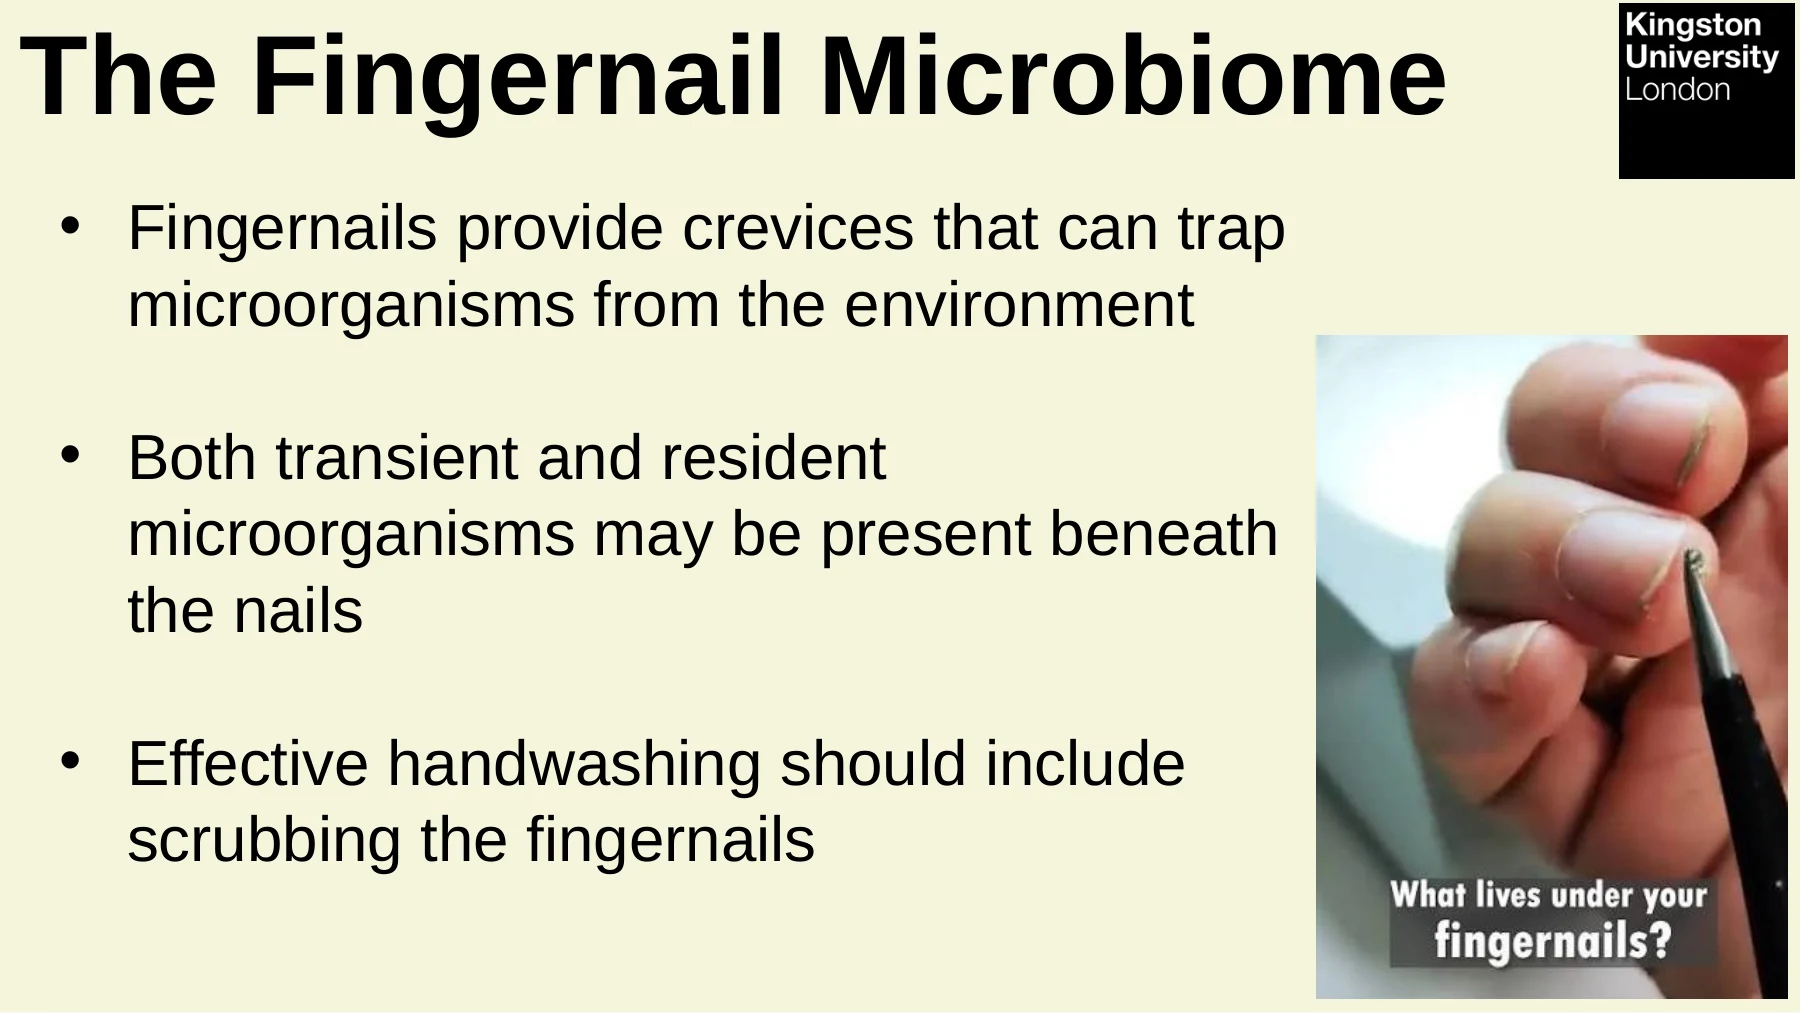 The Fingernail Microbiome
Kingston
University
London
• Fingernails provide crevices that can trap
microorganisms from the environment
• Both transient and resident
microorganisms may be present beneath
the nails
• Effective handwashing should include
scrubbing the fingernails
What lives under your
fingernails?